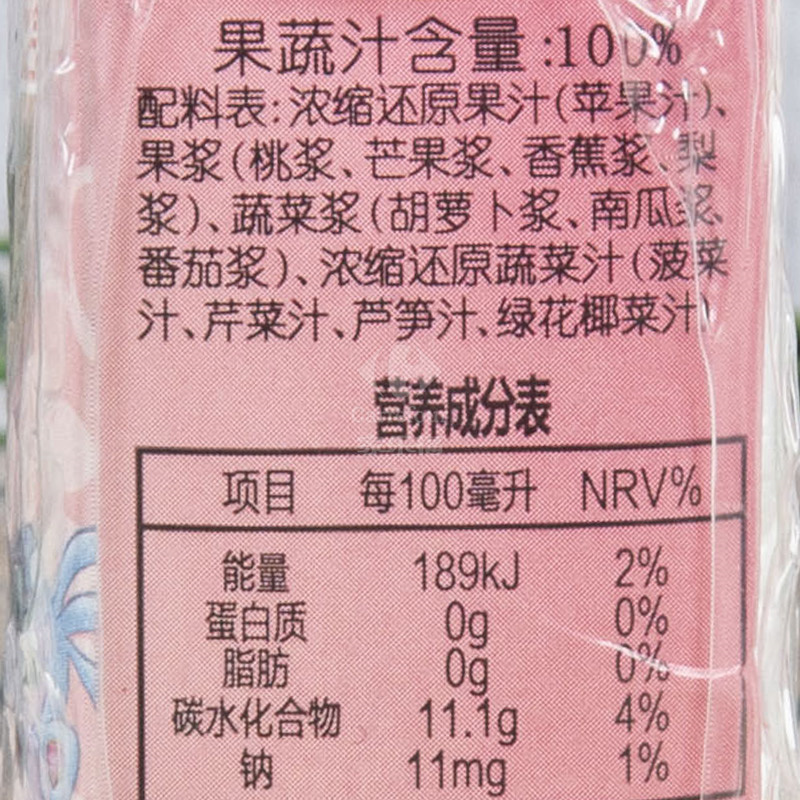 果蔬汁含量:100%
配料表:浓缩还原果汁(苹果汁)、
果浆(桃浆、芒果浆、香蕉浆、梨
浆)、蔬菜浆(胡萝卜浆、南瓜浆、
番茄浆)、浓缩还原蔬菜汁(菠菜
汁、芹菜汁、芦笋汁、绿花椰菜汁)
营养成分表
项目 每100毫升 NRV%
能量 189kJ 2%
蛋白质 0g 0%
脂肪 0g 0%
碳水化合物 11.1g 4%
钠 11mg 1%